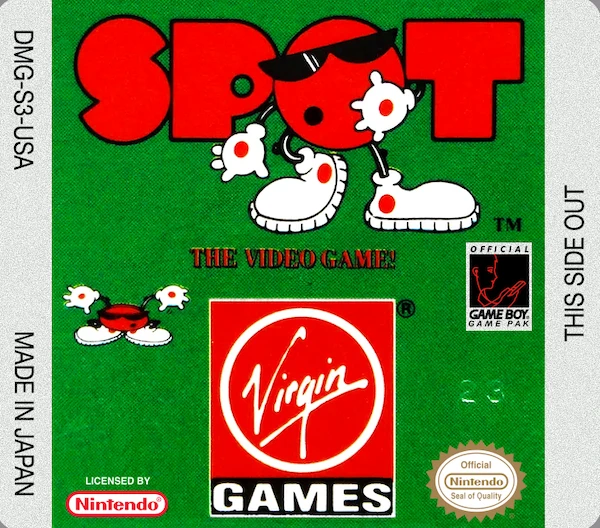 SPOT
TM
THE VIDEO GAME!
OFFICIAL
GAME BOY
GAME PAK
®
Virgin
GAMES
23
LICENSED BY
Nintendo®
Official
Nintendo
Seal of Quality
DMG-S3-USA
MADE IN JAPAN
THIS SIDE OUT